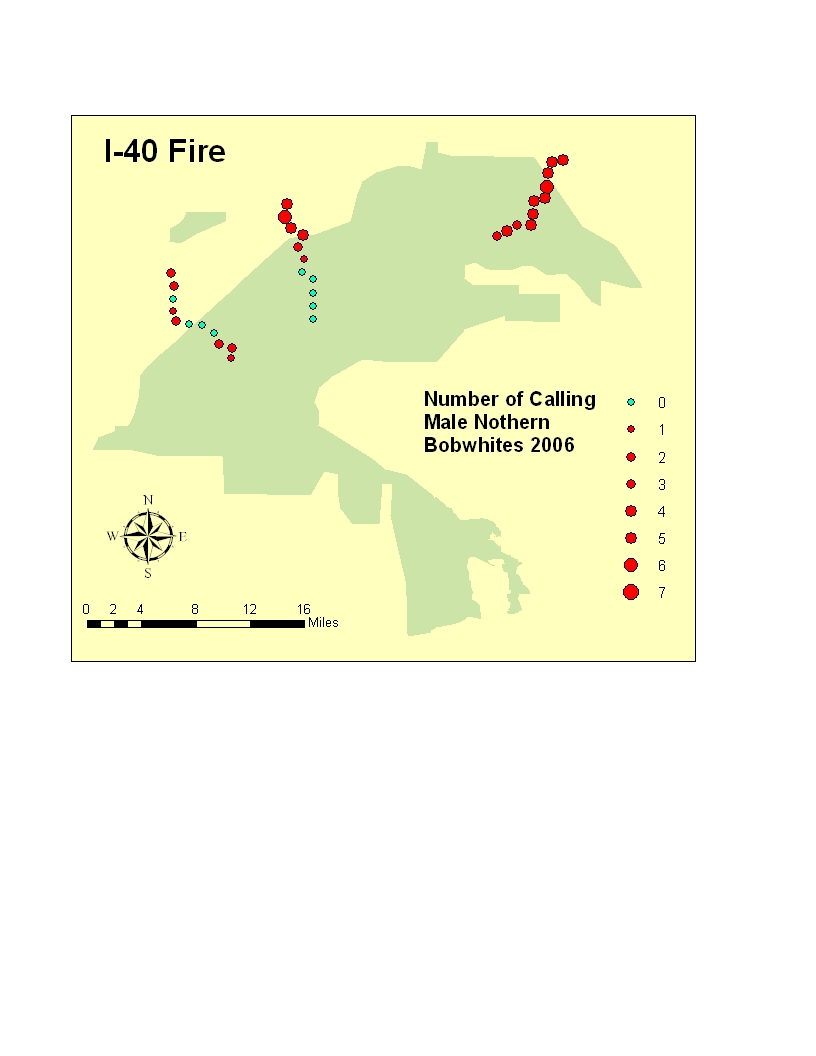 I-40 Fire
Number of Calling
Male Nothern
Bobwhites 2006
0
1
2
3
4
5
6
7
N
W E
S
0 2 4 8 12 16
Miles